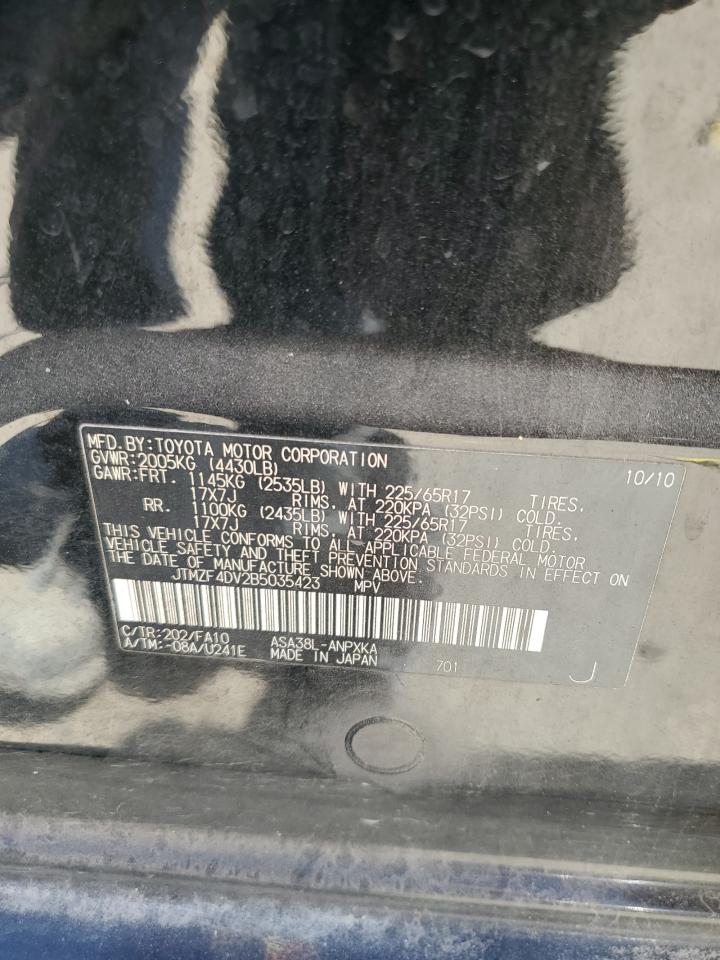 MFD.BY:TOYOTA MOTOR CORPORATION 10/10
GVWR:2005KG (4430LB)
GAWR:FRT. 1145KG (2535LB) WITH 225/65R17 TIRES.
17X7J RIMS. AT 220KPA (32PSI) COLD.
RR. 1100KG (2435LB) WITH 225/65R17 TIRES.
17X7J RIMS. AT 220KPA (32PSI) COLD.
THIS VEHICLE CONFORMS TO ALL APPLICABLE FEDERAL MOTOR
VEHICLE SAFETY AND THEFT PREVENTION STANDARDS IN EFFECT ON
THE DATE OF MANUFACTURE SHOWN ABOVE.
JTMZF4DV2B5035423 MPV
C/TR:202/FA10 ASA38L-ANPXKA
A/TM:-08A/U241E MADE IN JAPAN 701 J